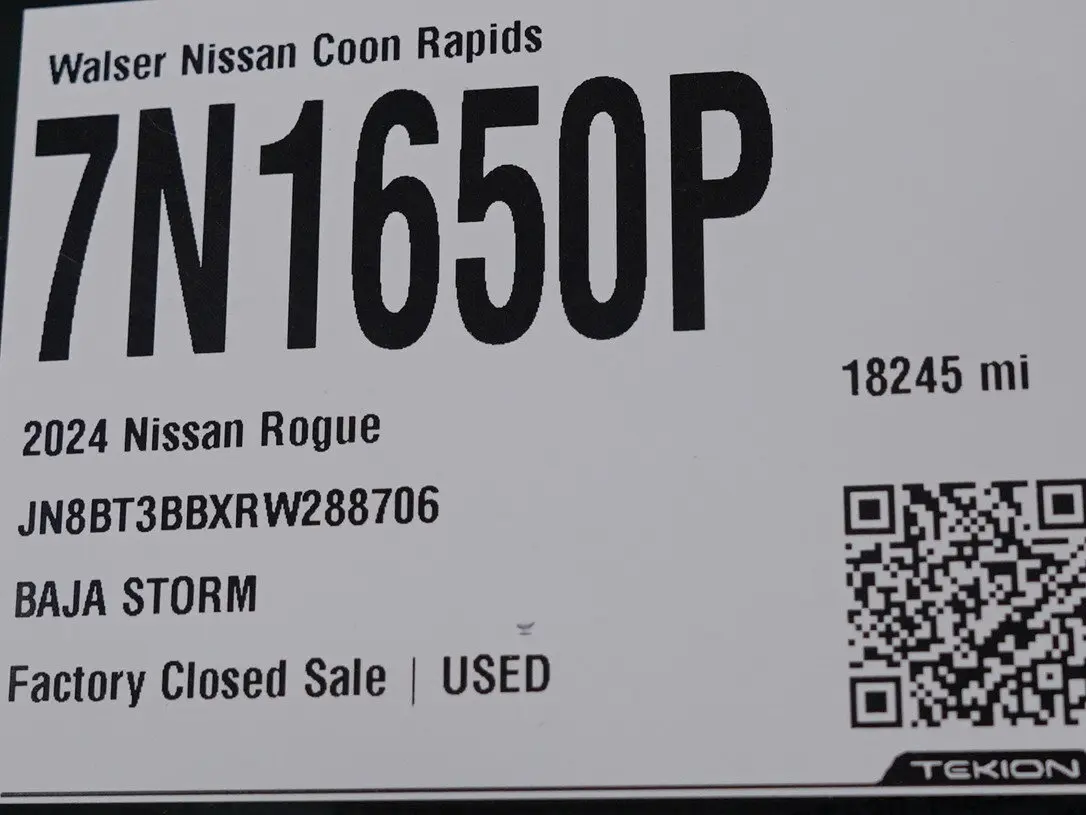 Walser Nissan Coon Rapids
7N1650P
18245 mi
2024 Nissan Rogue
JN8BT3BBXRW288706
BAJA STORM
Factory Closed Sale | USED
TEKION